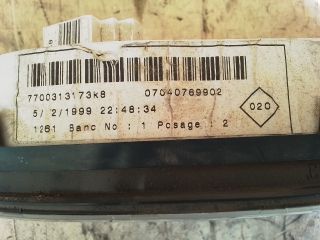 7700313173k8 07040769902
5/ 2/1999 22:48:34
020
1261 Banc No : 1 Posage : 2